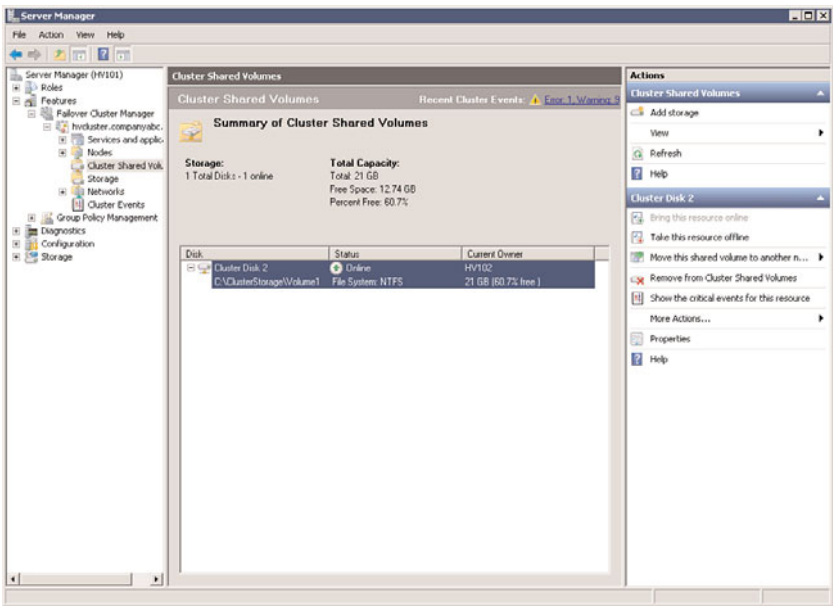 Server Manager
File Action View Help
Server Manager (HV101)
Roles
Features
Failover Cluster Manager
hvcluster.companyabc.
Services and applic
Nodes
Cluster Shared Vol
Storage
Networks
Cluster Events
Group Policy Management
Diagnostics
Configuration
Storage
Cluster Shared Volumes
Cluster Shared Volumes Recent Cluster Events: Error: 1, Warning: 9
Summary of Cluster Shared Volumes
Storage:
1 Total Disks - 1 online
Total Capacity:
Total: 21 GB
Free Space: 12.74 GB
Percent Free: 60.7%
Disk Status Current Owner
Cluster Disk 2 Online HV102
C:\ClusterStorage\Volume1 File System: NTFS 21 GB (60.7% free )
Actions
Cluster Shared Volumes
Add storage
View
Refresh
Help
Cluster Disk 2
Bring this resource online
Take this resource offline
Move this shared volume to another n...
Remove from Cluster Shared Volumes
Show the critical events for this resource
More Actions...
Properties
Help